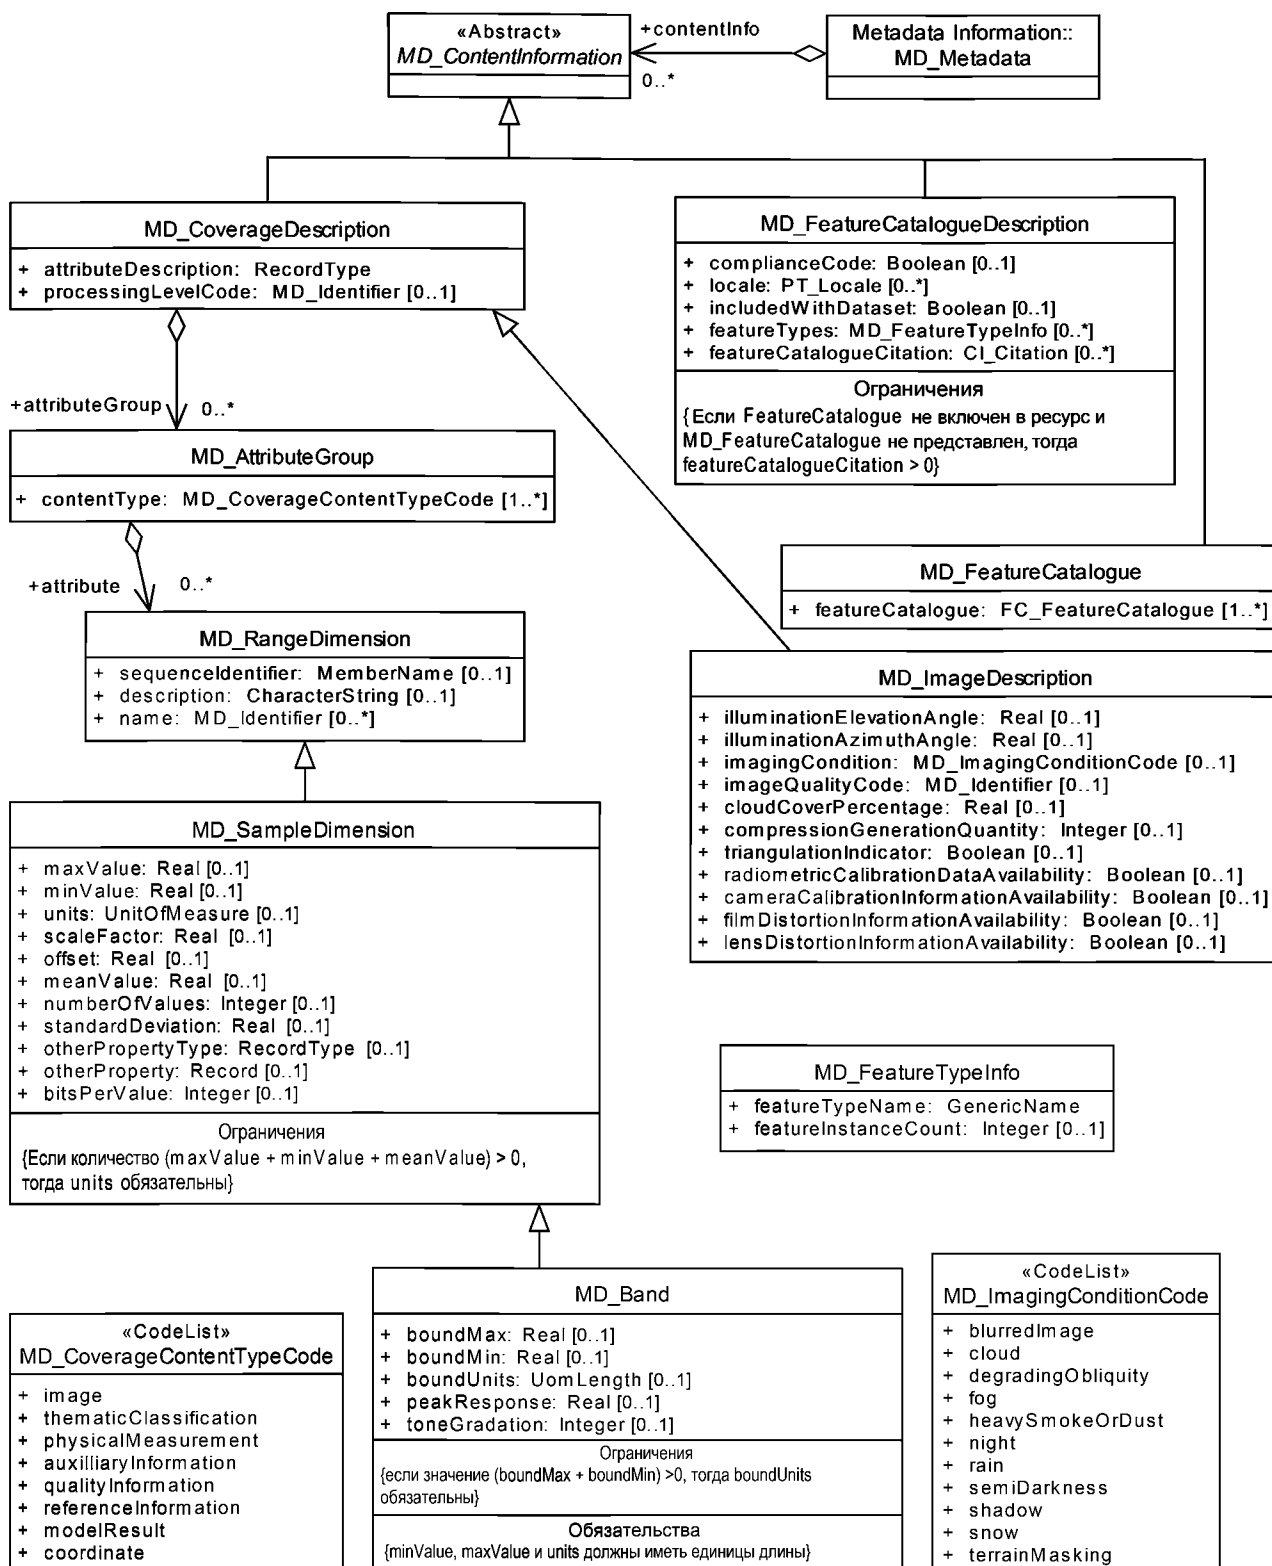 «Abstract»
MD_ContentInformation
+contentInfo
0..*
Metadata Information::
MD_Metadata
MD_CoverageDescription
+ attributeDescription: RecordType
+ processingLevelCode: MD_Identifier [0..1]
MD_FeatureCatalogueDescription
+ complianceCode: Boolean [0..1]
+ locale: PT_Locale [0..*]
+ includedWithDataset: Boolean [0..1]
+ featureTypes: MD_FeatureTypeInfo [0..*]
+ featureCatalogueCitation: CI_Citation [0..*]
Ограничения
{Если FeatureCatalogue не включен в ресурс и
MD_FeatureCatalogue не представлен, тогда
featureCatalogueCitation > 0}
+attributeGroup
0..*
MD_AttributeGroup
+ contentType: MD_CoverageContentTypeCode [1..*]
+attribute
0..*
MD_FeatureCatalogue
+ featureCatalogue: FC_FeatureCatalogue [1..*]
MD_RangeDimension
+ sequenceIdentifier: MemberName [0..1]
+ description: CharacterString [0..1]
+ name: MD_Identifier [0..*]
MD_ImageDescription
+ illuminationElevationAngle: Real [0..1]
+ illuminationAzimuthAngle: Real [0..1]
+ imagingCondition: MD_ImagingConditionCode [0..1]
+ imageQualityCode: MD_Identifier [0..1]
+ cloudCoverPercentage: Real [0..1]
+ compressionGenerationQuantity: Integer [0..1]
+ triangulationIndicator: Boolean [0..1]
+ radiometricCalibrationDataAvailability: Boolean [0..1]
+ cameraCalibrationInformationAvailability: Boolean [0..1]
+ filmDistortionInformationAvailability: Boolean [0..1]
+ lensDistortionInformationAvailability: Boolean [0..1]
MD_SampleDimension
+ maxValue: Real [0..1]
+ minValue: Real [0..1]
+ units: UnitOfMeasure [0..1]
+ scaleFactor: Real [0..1]
+ offset: Real [0..1]
+ meanValue: Real [0..1]
+ numberOfValues: Integer [0..1]
+ standardDeviation: Real [0..1]
+ otherPropertyType: RecordType [0..1]
+ otherProperty: Record [0..1]
+ bitsPerValue: Integer [0..1]
Ограничения
{Если количество (maxValue + minValue + meanValue) > 0,
тогда units обязательны}
MD_FeatureTypeInfo
+ featureTypeName: GenericName
+ featureInstanceCount: Integer [0..1]
«CodeList»
MD_CoverageContentTypeCode
+ image
+ thematicClassification
+ physicalMeasurement
+ auxilliaryInformation
+ qualityInformation
+ referenceInformation
+ modelResult
+ coordinate
MD_Band
+ boundMax: Real [0..1]
+ boundMin: Real [0..1]
+ boundUnits: UomLength [0..1]
+ peakResponse: Real [0..1]
+ toneGradation: Integer [0..1]
Ограничения
{если значение (boundMax + boundMin) >0, тогда boundUnits
обязательны}
Обязательства
{minValue, maxValue и units должны иметь единицы длины}
«CodeList»
MD_ImagingConditionCode
+ blurredImage
+ cloud
+ degradingObliquity
+ fog
+ heavySmokeOrDust
+ night
+ rain
+ semiDarkness
+ shadow
+ snow
+ terrainMasking